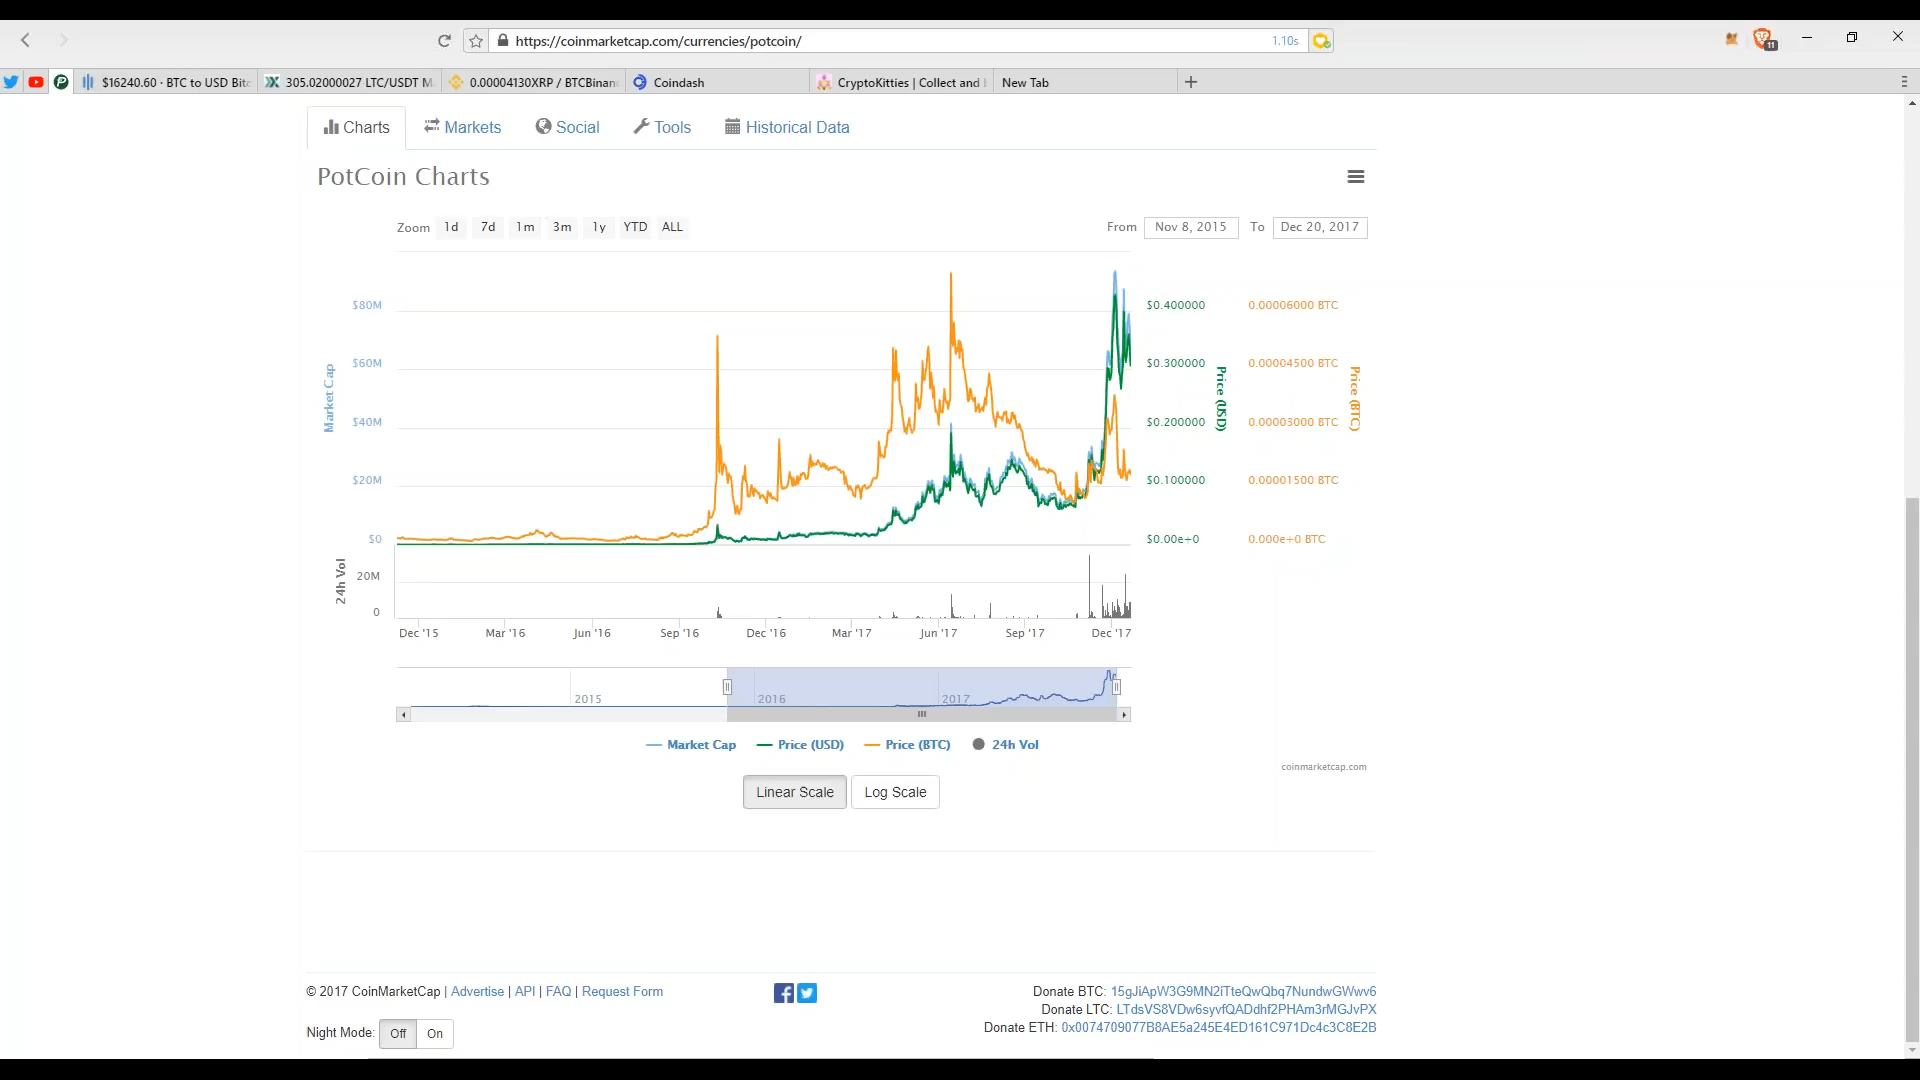 https://coinmarketcap.com/currencies/potcoin/ 1.10s 11
$16240.60 · BTC to USD Bitc 305.02000027 LTC/USDT M 0.00004130XRP / BTCBinan Coindash CryptoKitties | Collect and New Tab
Charts Markets Social Tools Historical Data
PotCoin Charts
Zoom 1d 7d 1m 3m 1y YTD ALL From Nov 8, 2015 To Dec 20, 2017
$80M $0.400000 0.00006000 BTC
$60M $0.300000 0.00004500 BTC
Market Cap Price (USD) Price (BTC)
$40M $0.200000 0.00003000 BTC
$20M $0.100000 0.00001500 BTC
$0 $0.00e+0 0.000e+0 BTC
24h Vol
20M
0
Dec '15 Mar '16 Jun '16 Sep '16 Dec '16 Mar '17 Jun '17 Sep '17 Dec '17
2015 2016 2017
Market Cap Price (USD) Price (BTC) 24h Vol
coinmarketcap.com
Linear Scale Log Scale
© 2017 CoinMarketCap | Advertise | API | FAQ | Request Form
Donate BTC: 15gJiApW3G9MN2iTteQwQbq7NundwGWwv6
Donate LTC: LTdsVS8VDw6syvfQADdhf2PHAm3rMGJvPX
Donate ETH: 0x0074709077B8AE5a245E4ED161C971Dc4c3C8E2B
Night Mode: Off On